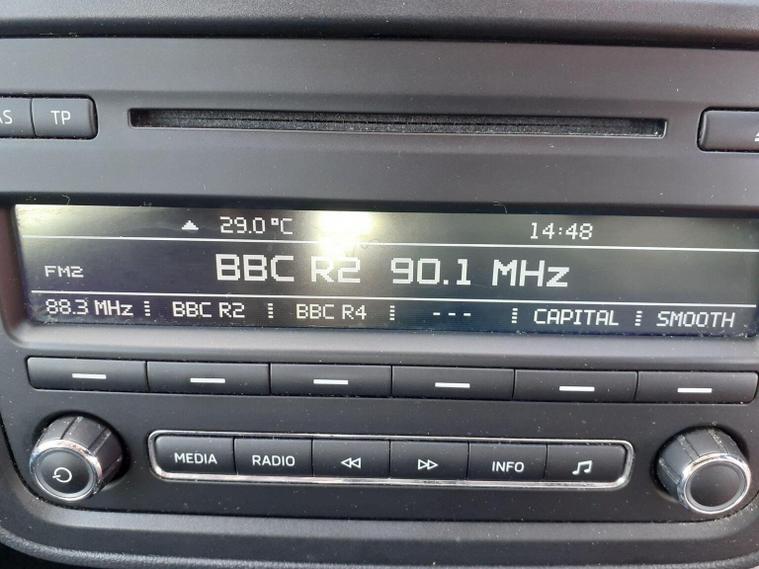 AS TP
29.0°C 14:48
FM2 BBC R2 90.1 MHz
88.3 MHz BBC R2 BBC R4 --- CAPITAL SMOOTH
MEDIA RADIO INFO